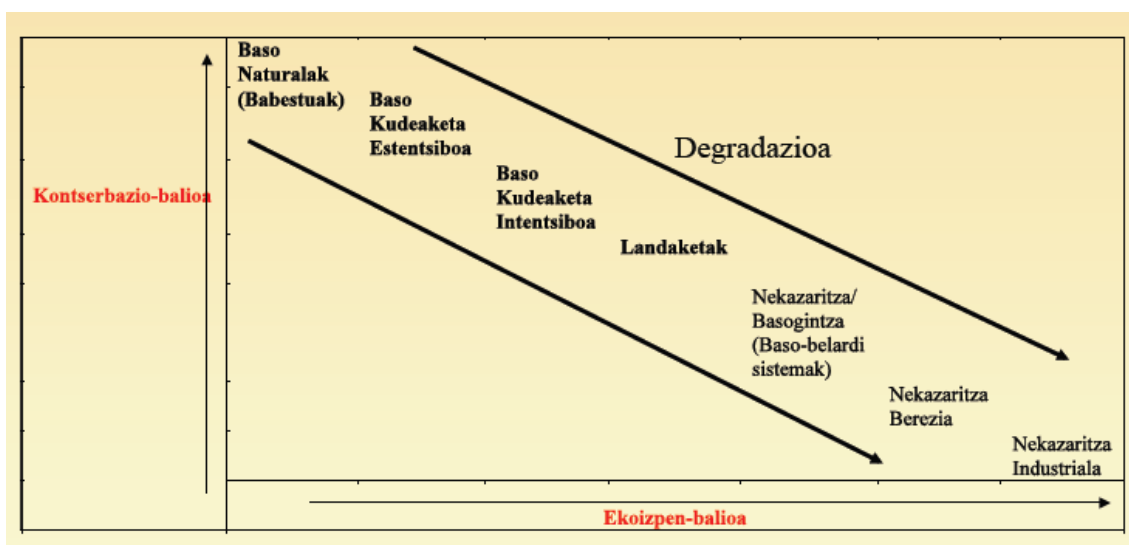 Baso
Naturalak
(Babestuak)
Baso
Kudeaketa
Estentsiboa
Degradazioa
Baso
Kudeaketa
Intentsiboa
Kontserbazio-balioa
Landaketak
Nekazaritza/
Basogintza
(Baso-belardi
sistemak)
Nekazaritza
Berezia
Nekazaritza
Industriala
Ekoizpen-balioa